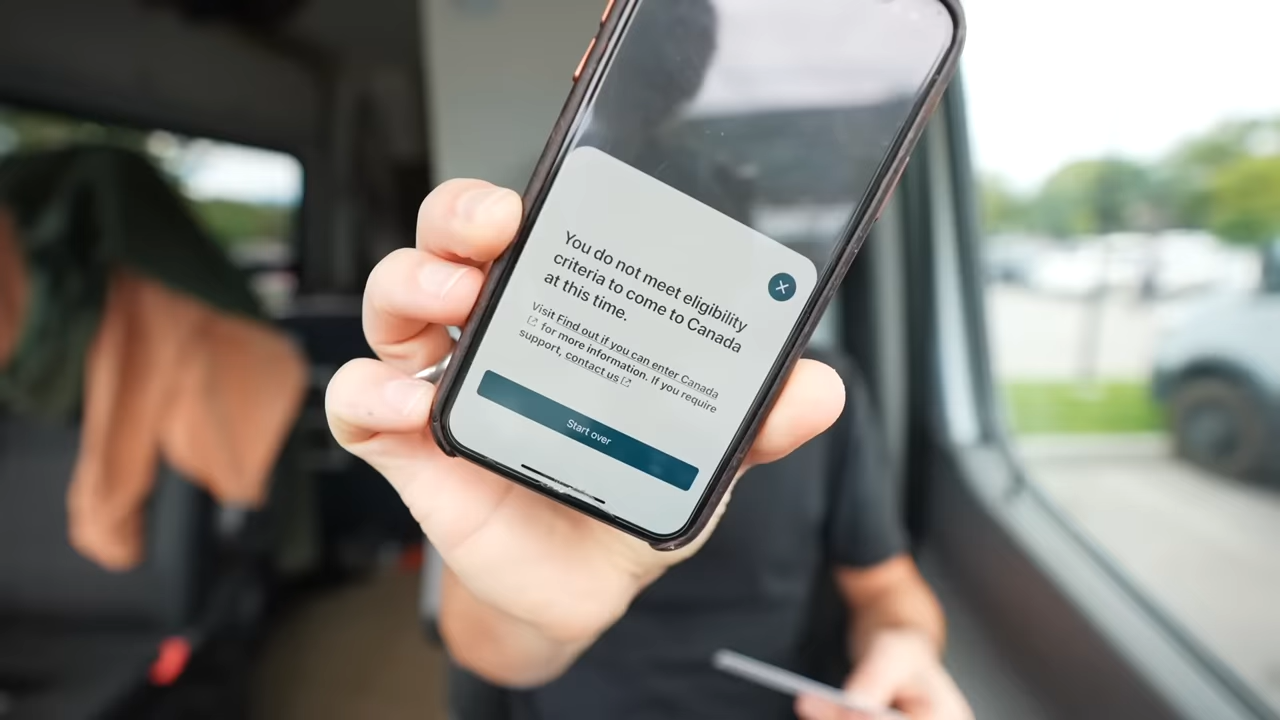 You do not meet eligibility
criteria to come to Canada
at this time.
Visit Find out if you can enter Canada
for more information. If you require
support, contact us
Start over